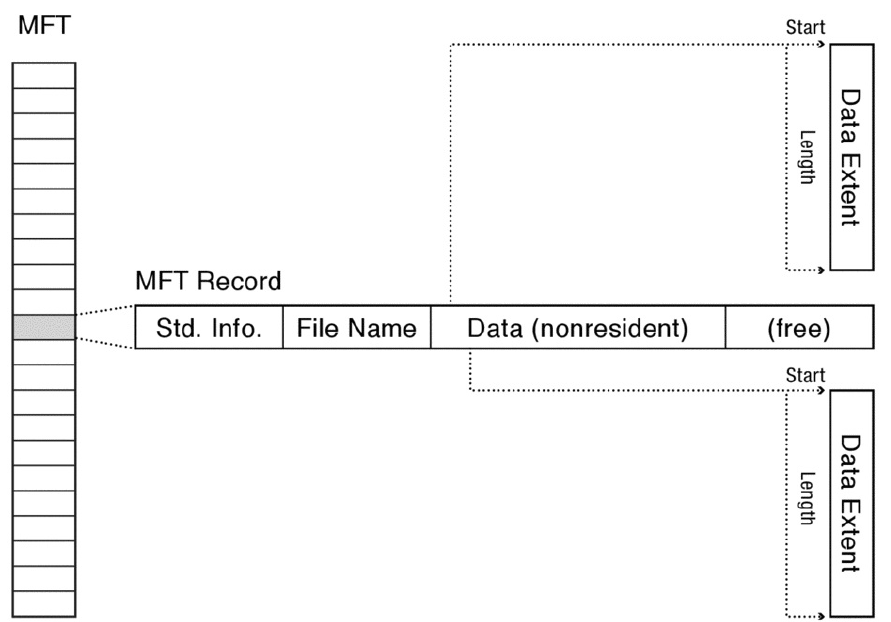 MFT
Start
Length
Data Extent
MFT Record
Std. Info.
File Name
Data (nonresident)
(free)
Start
Length
Data Extent